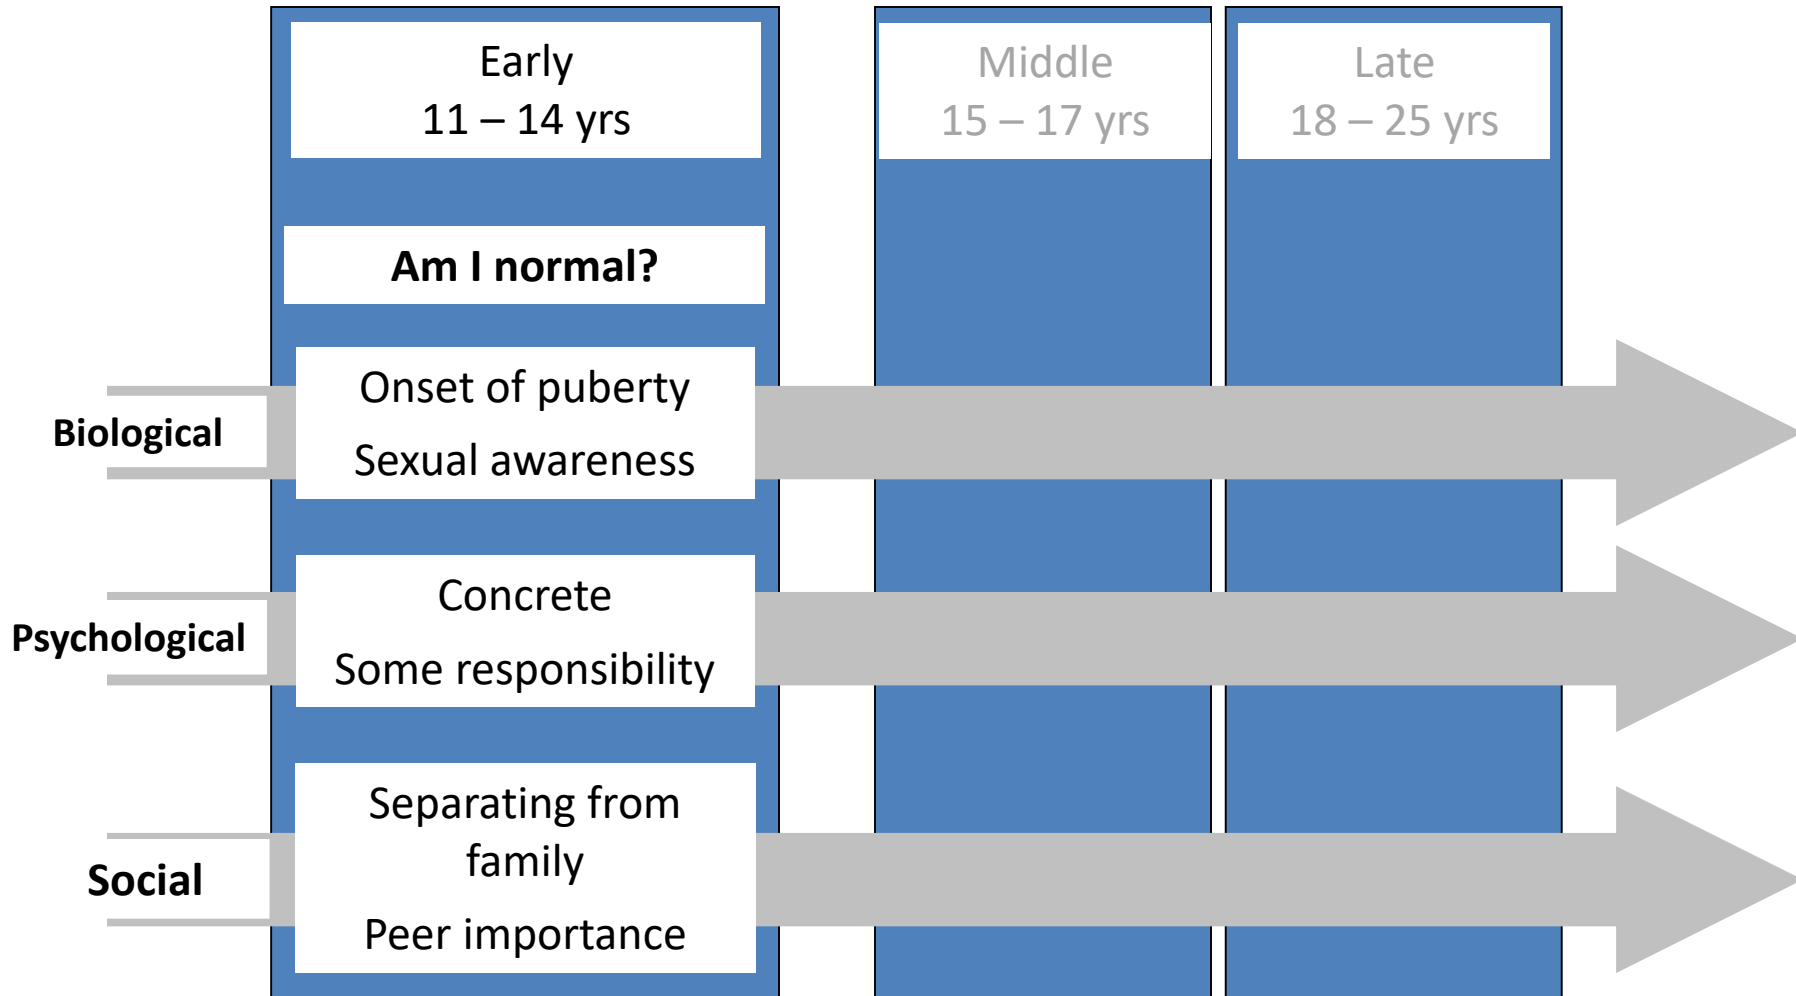 Early
11 – 14 yrs
Middle
15 – 17 yrs
Late
18 – 25 yrs
Am I normal?
Biological
Onset of puberty
Sexual awareness
Psychological
Concrete
Some responsibility
Social
Separating from
family
Peer importance